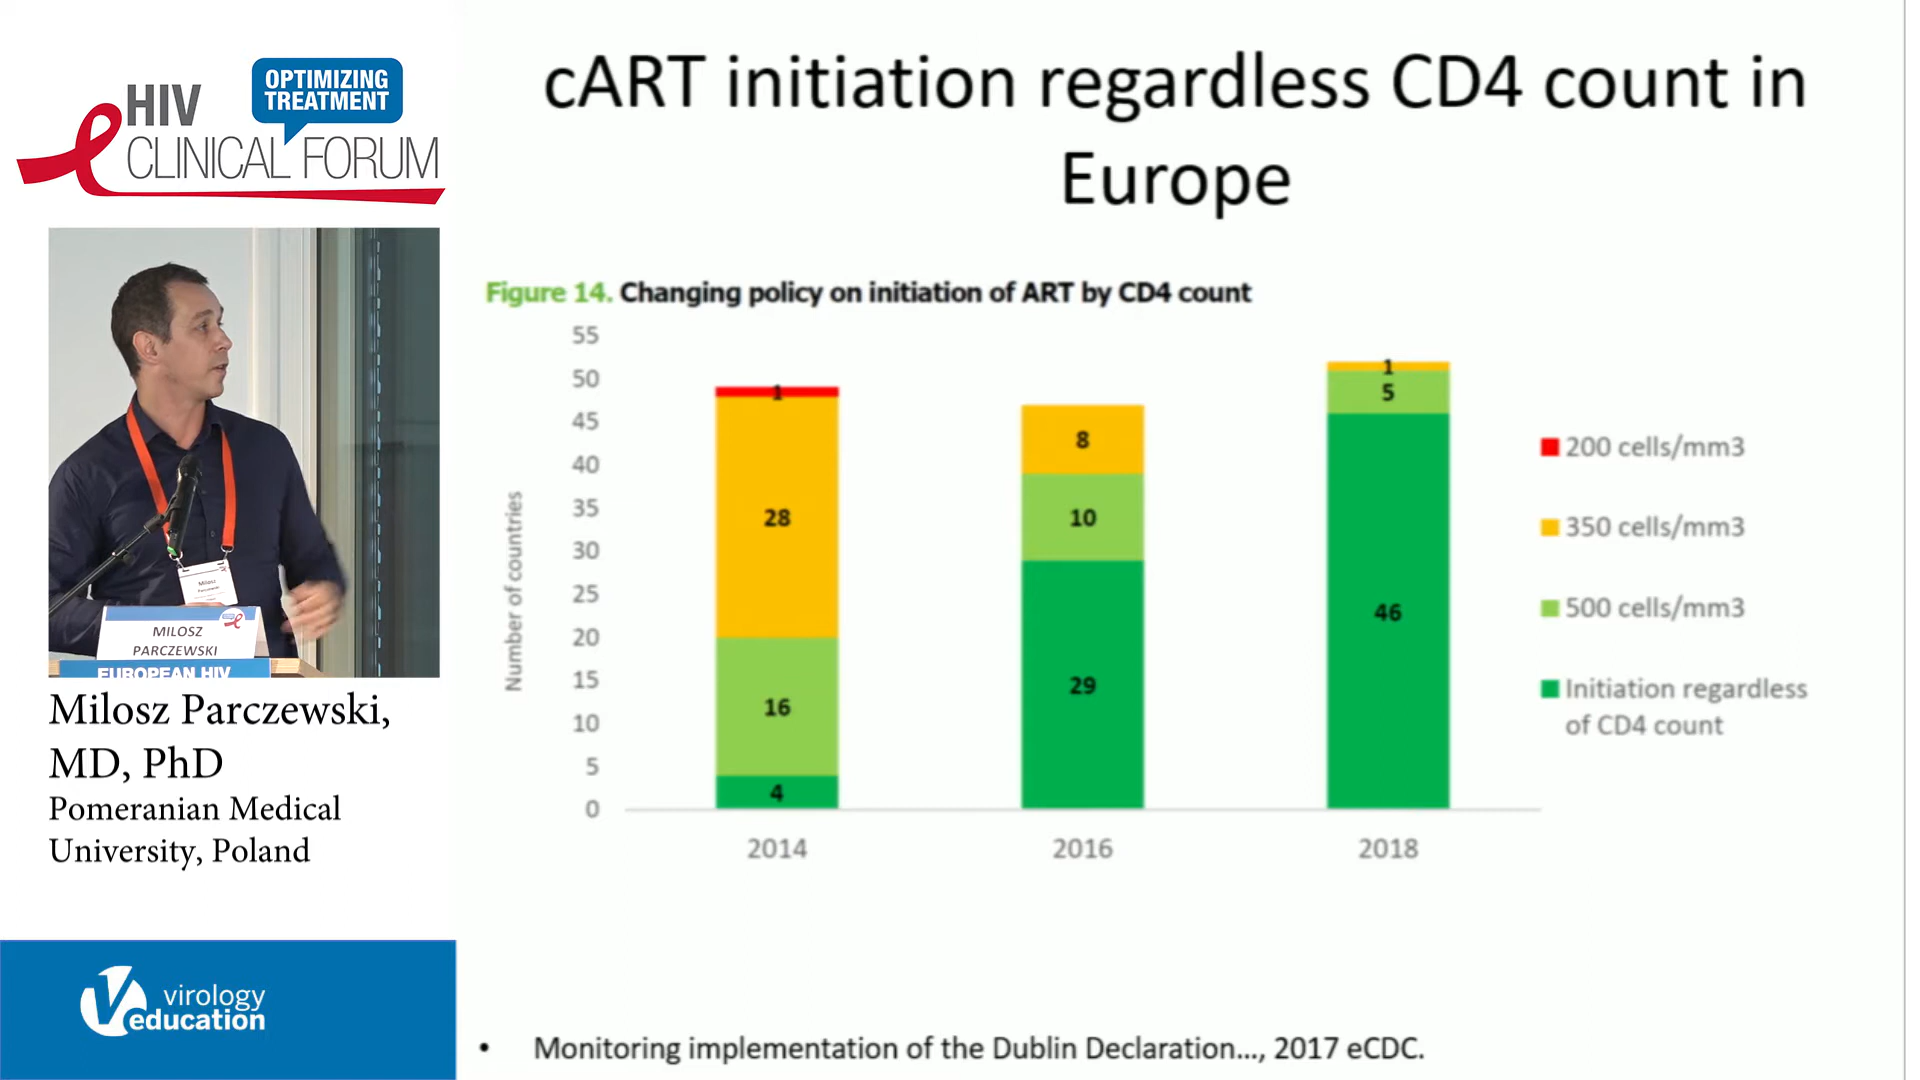 HIV
OPTIMIZING
TREATMENT
CLINICAL FORUM
cART initiation regardless CD4 count in
Europe
Figure 14. Changing policy on initiation of ART by CD4 count
Number of countries
55
50
45
40
35
30
25
20
15
10
5
0
1
28
16
4
8
10
29
1
5
46
2014
2016
2018
200 cells/mm3
350 cells/mm3
500 cells/mm3
Initiation regardless
of CD4 count
Milosz
MILOSZ
PARCZEWSKI
EUROPEAN HIV
Milosz Parczewski,
MD, PhD
Pomeranian Medical
University, Poland
virology
education
• Monitoring implementation of the Dublin Declaration..., 2017 eCDC.